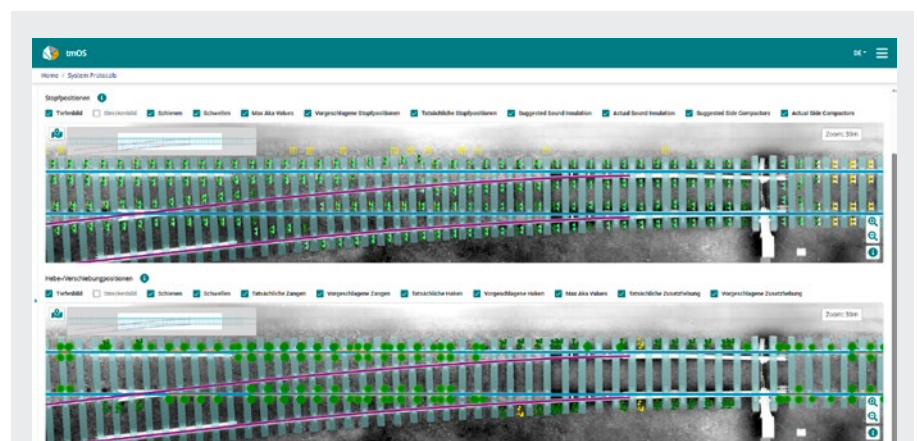 tmOS
DE
Home / System Protocols
Stopfpositionen
Tiefenbild Streckenbild Schienen Schwellen Max Aka Values Vorgeschlagene Stopfpositionen Tatsächliche Stopfpositionen Suggested Sound Insulation Actual Sound Insulation Suggested Side Compactors Actual Side Compactors
Zoom: 30m
Hebe-/Verschiebungpositionen
Tiefenbild Streckenbild Schienen Schwellen Tatsächliche Zangen Vorgeschlagene Zangen Tatsächliche Haken Vorgeschlagene Haken Max Aka Values Tatsächliche Zusatzhebung Vorgeschlagene Zusatzhebung
Zoom: 30m